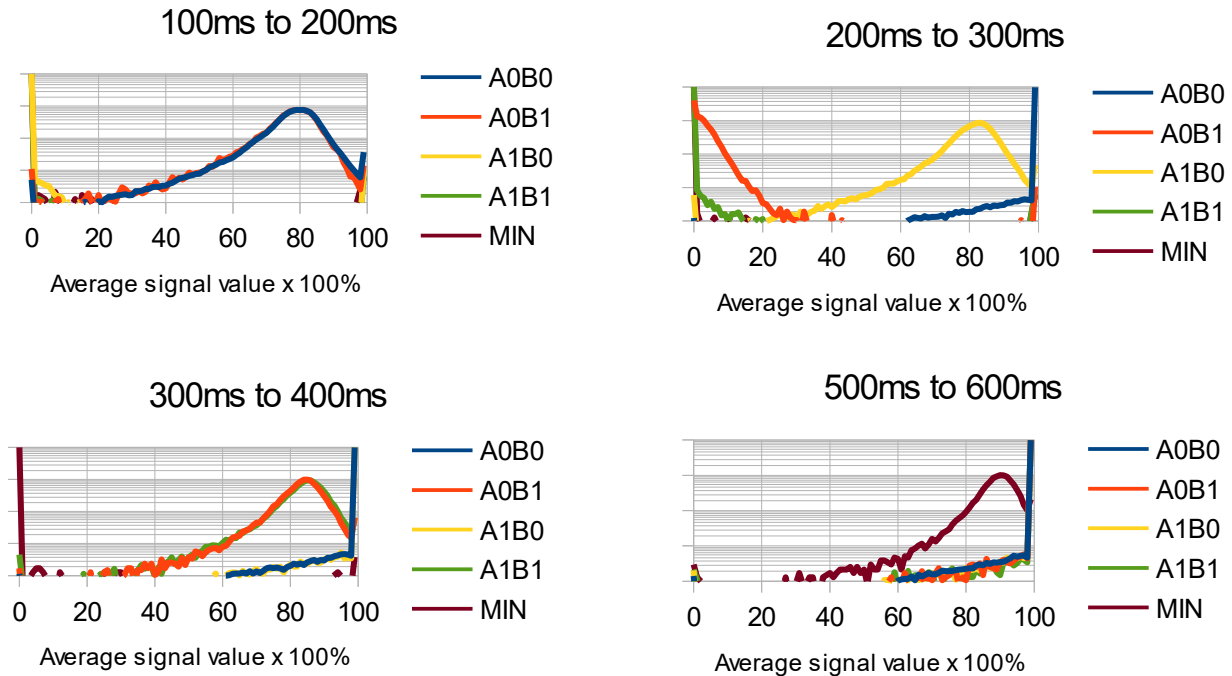 100ms to 200ms
A0B0
A0B1
A1B0
A1B1
MIN
0 20 40 60 80 100
Average signal value x 100%
200ms to 300ms
A0B0
A0B1
A1B0
A1B1
MIN
0 20 40 60 80 100
Average signal value x 100%
300ms to 400ms
A0B0
A0B1
A1B0
A1B1
MIN
0 20 40 60 80 100
Average signal value x 100%
500ms to 600ms
A0B0
A0B1
A1B0
A1B1
MIN
0 20 40 60 80 100
Average signal value x 100%